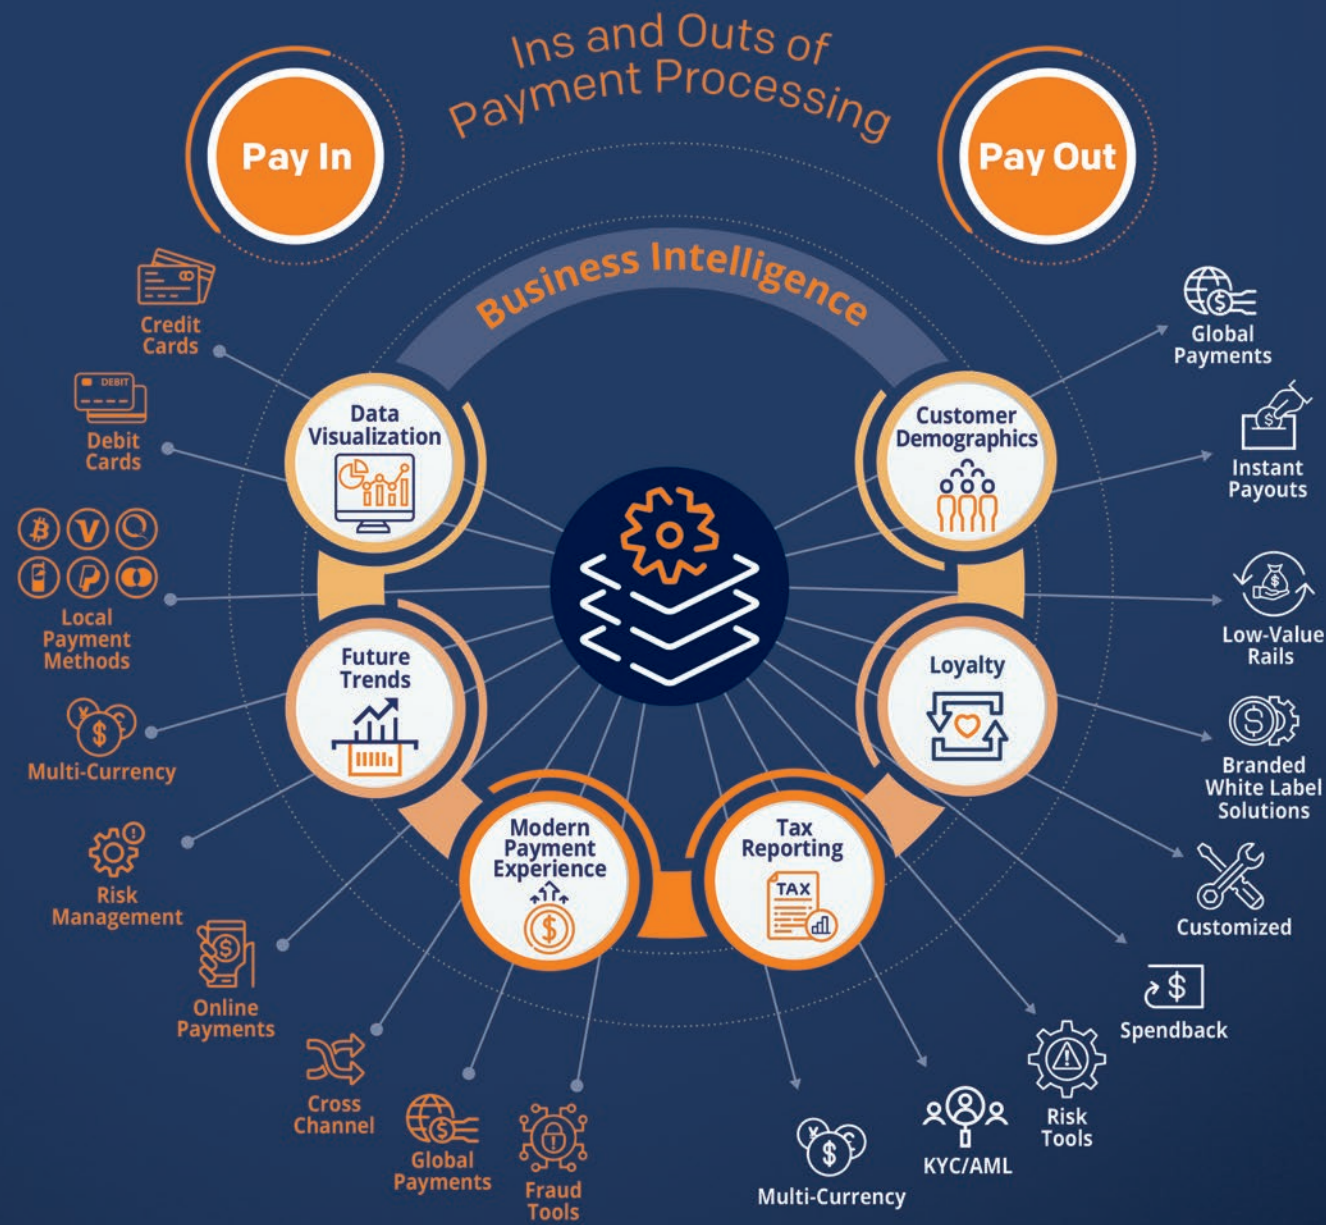 Ins and Outs of
Payment Processing
Pay In
Pay Out
Business Intelligence
Credit
Cards
DEBIT
Debit
Cards
Local
Payment
Methods
Multi-Currency
Risk
Management
Online
Payments
Cross
Channel
Global
Payments
Fraud
Tools
Data
Visualization
Future
Trends
Modern
Payment
Experience
Tax
Reporting
TAX
Loyalty
Customer
Demographics
Global
Payments
Instant
Payouts
Low-Value
Rails
Branded
White Label
Solutions
Customized
Spendback
Risk
Tools
KYC/AML
Multi-Currency